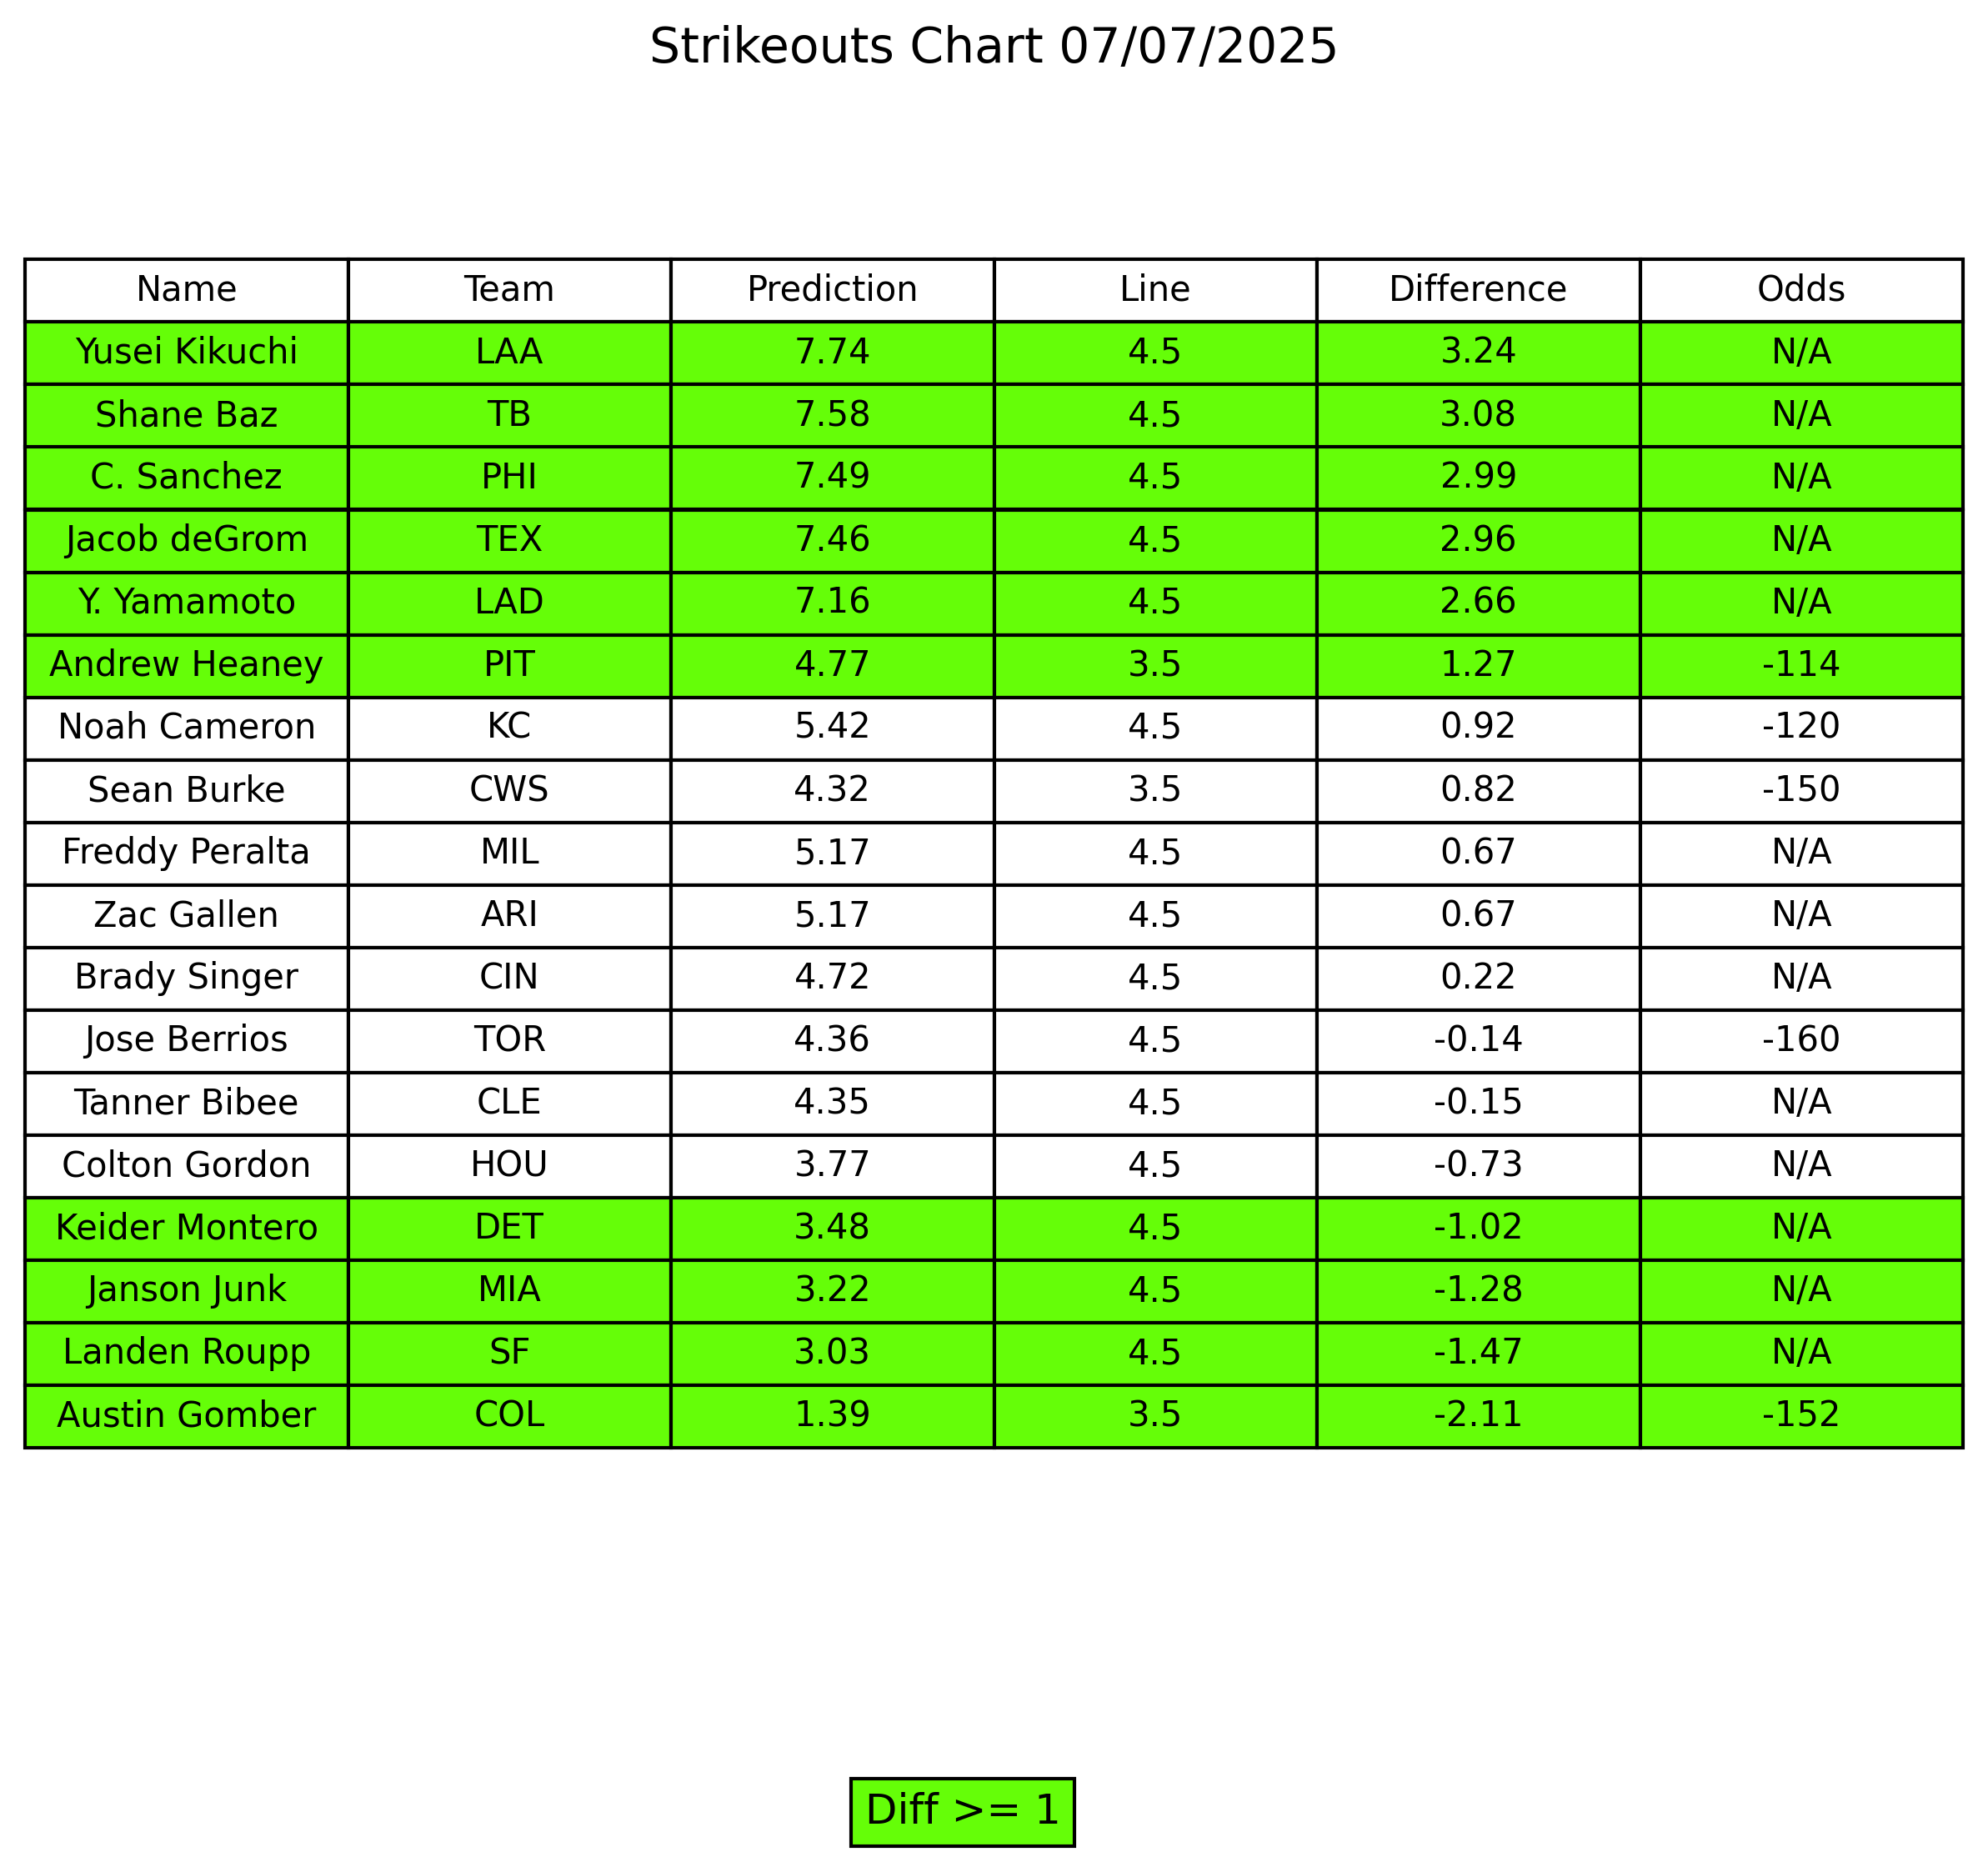 Strikeouts Chart 07/07/2025
Name Team Prediction Line Difference Odds
Yusei Kikuchi LAA 7.74 4.5 3.24 N/A
Shane Baz TB 7.58 4.5 3.08 N/A
C. Sanchez PHI 7.49 4.5 2.99 N/A
Jacob deGrom TEX 7.46 4.5 2.96 N/A
Y. Yamamoto LAD 7.16 4.5 2.66 N/A
Andrew Heaney PIT 4.77 3.5 1.27 -114
Noah Cameron KC 5.42 4.5 0.92 -120
Sean Burke CWS 4.32 3.5 0.82 -150
Freddy Peralta MIL 5.17 4.5 0.67 N/A
Zac Gallen ARI 5.17 4.5 0.67 N/A
Brady Singer CIN 4.72 4.5 0.22 N/A
Jose Berrios TOR 4.36 4.5 -0.14 -160
Tanner Bibee CLE 4.35 4.5 -0.15 N/A
Colton Gordon HOU 3.77 4.5 -0.73 N/A
Keider Montero DET 3.48 4.5 -1.02 N/A
Janson Junk MIA 3.22 4.5 -1.28 N/A
Landen Roupp SF 3.03 4.5 -1.47 N/A
Austin Gomber COL 1.39 3.5 -2.11 -152
Diff >= 1